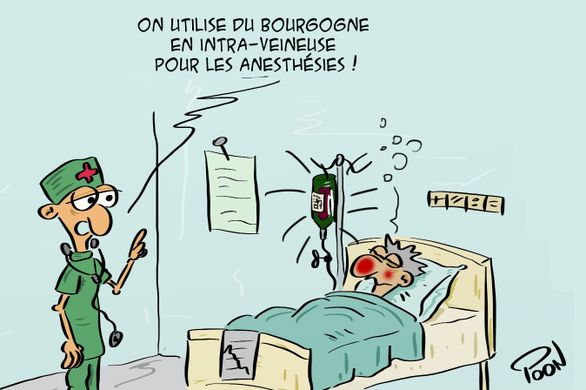 ON UTILISE DU BOURGOGNE
EN INTRA-VEINEUSE
POUR LES ANESTHÉSIES !
POON